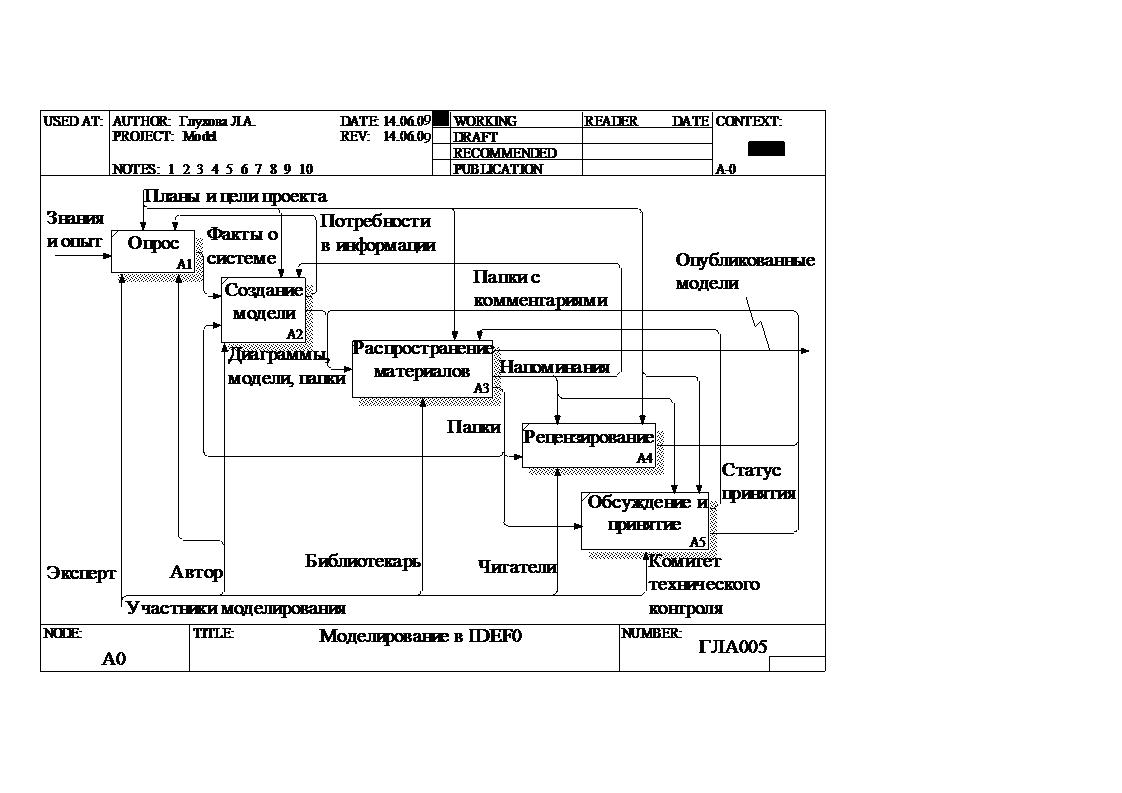 USED AT:
AUTHOR: Глухова Л.А.
DATE: 14.06.09
WORKING
READER DATE
CONTEXT:
PROJECT: Model
REV: 14.06.09
DRAFT
RECOMMENDED
NOTES: 1 2 3 4 5 6 7 8 9 10
PUBLICATION
A-0
Планы и цели проекта
Знания
и опыт
Опрос
A1
Факты о
системе
Потребности
в информации
Опубликованные
модели
Создание
модели
A2
Папки с
комментариями
Диаграммы,
модели, папки
Распространение
материалов
A3
Напоминания
Папки
Рецензирование
A4
Статус
принятия
Обсуждение и
принятие
A5
Эксперт
Автор
Библиотекарь
Читатели
Комитет
технического
контроля
Участники моделирования
NODE:
A0
TITLE:
Моделирование в IDEF0
NUMBER:
ГЛА005